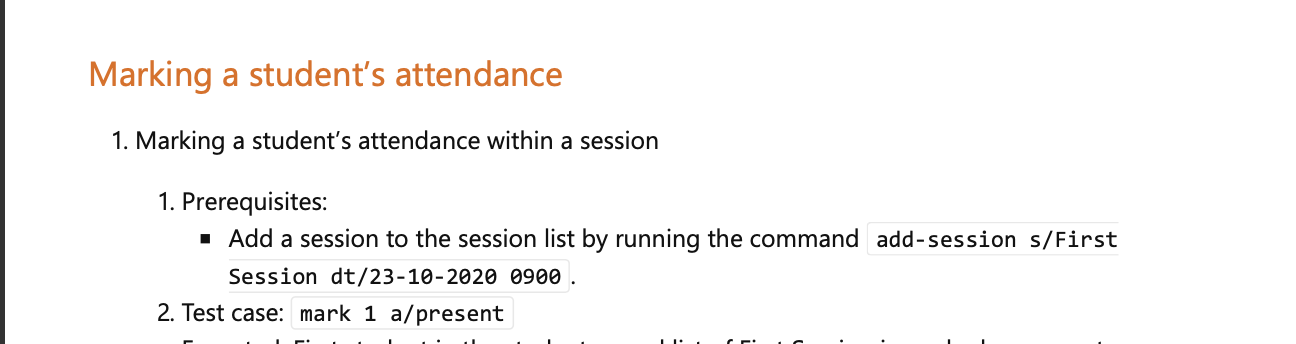 Marking a student’s attendance
1. Marking a student’s attendance within a session
1. Prerequisites:
▪ Add a session to the session list by running the command add-session s/First
Session dt/23-10-2020 0900 .
2. Test case: mark 1 a/present